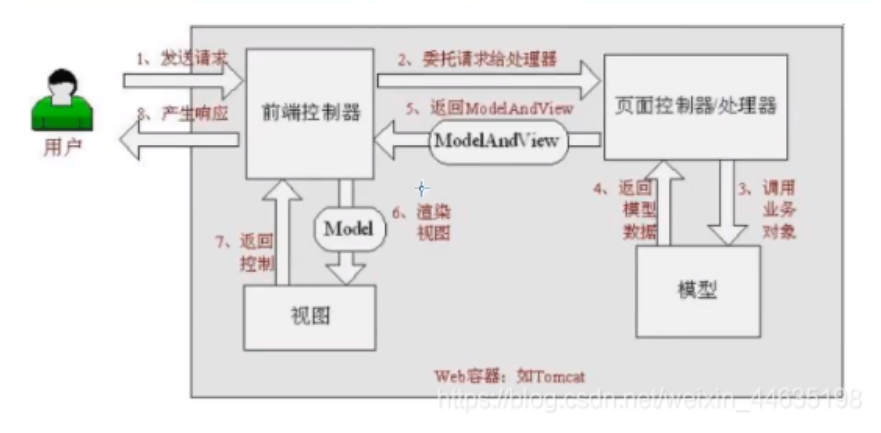 1、发送请求
2、委托请求给处理器
8、产生响应
前端控制器
5、返回ModelAndView
ModelAndView
页面控制器/处理器
用户
4、返回
模型
数据
3、调用
业务
对象
6、渲染
视图
Model
7、返回
控制
视图
模型
Web容器：如Tomcat
https://blog.csdn.net/weixin_44635198